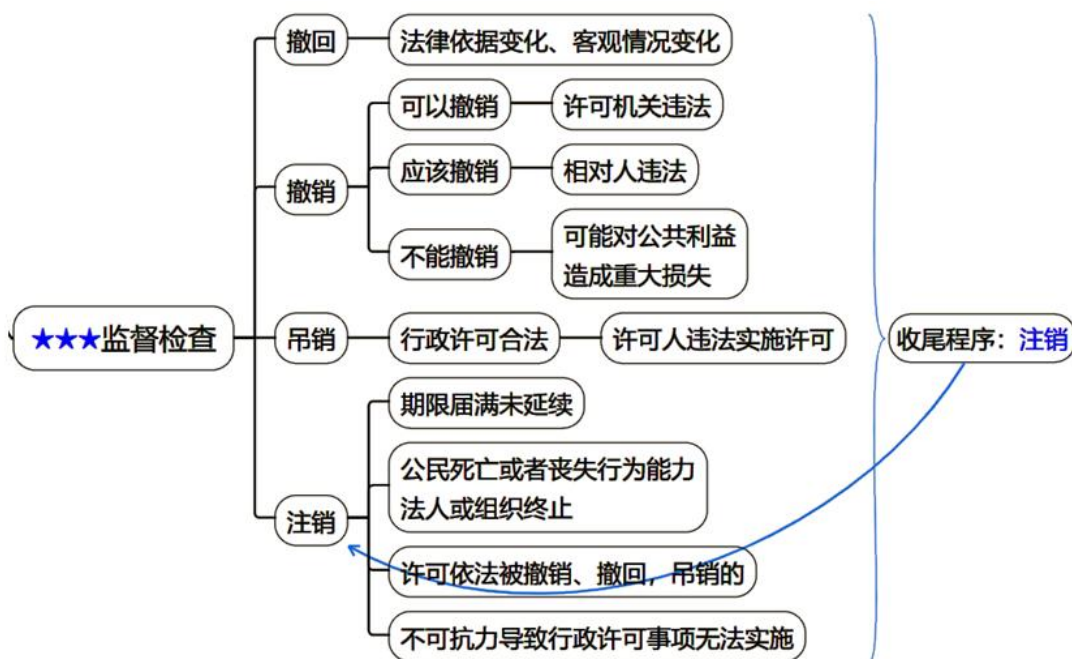 ★★★监督检查
撤回
法律依据变化、客观情况变化
撤销
可以撤销
许可机关违法
应该撤销
相对人违法
不能撤销
可能对公共利益
造成重大损失
吊销
行政许可合法
许可人违法实施许可
注销
期限届满未延续
公民死亡或者丧失行为能力
法人或组织终止
许可依法被撤销、撤回，吊销的
不可抗力导致行政许可事项无法实施
收尾程序：注销